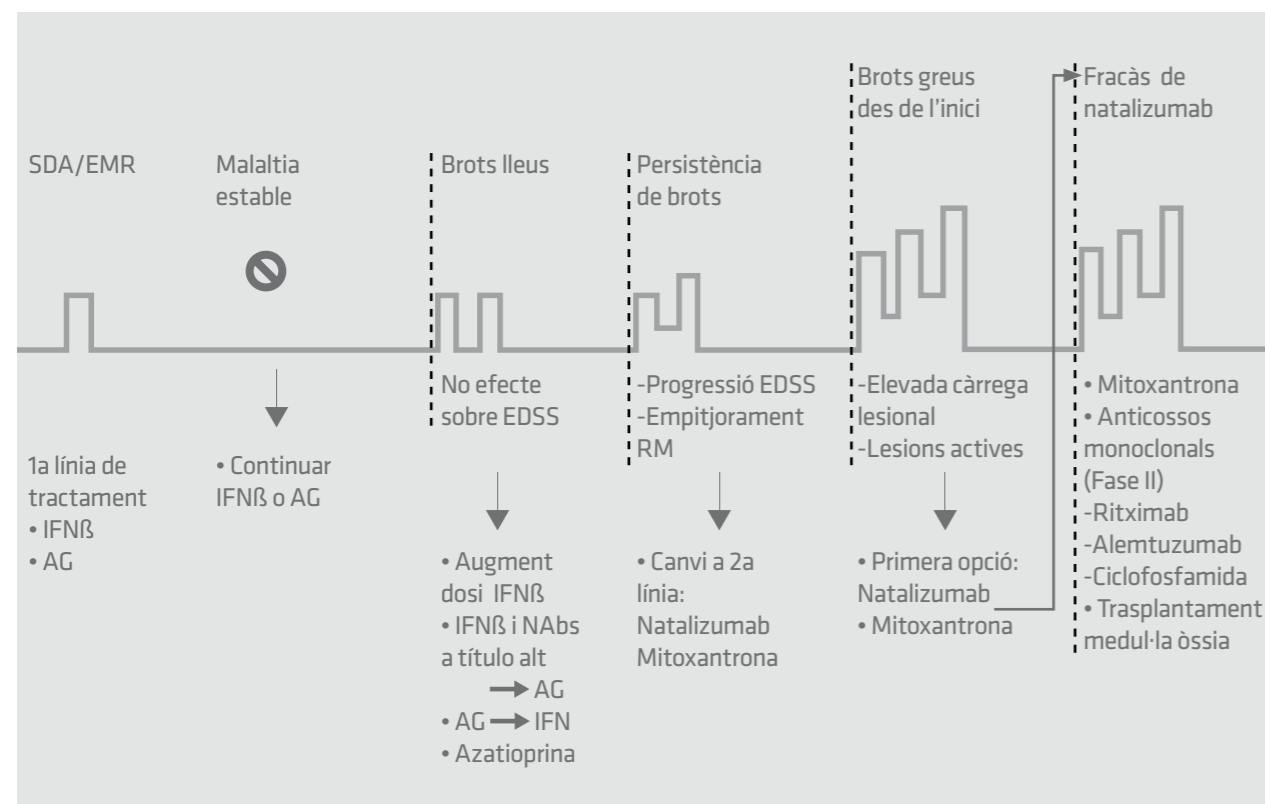 SDA/EMR
1a línia de
tractament
• IFNß
• AG
Malaltia
estable
• Continuar
IFNß o AG
Brots lleus
No efecte
sobre EDSS
• Augment
dosi IFNß
• IFNß i NAbs
a título alt
→ AG
• AG → IFN
• Azatioprina
Persistència
de brots
-Progressió EDSS
-Empitjorament
RM
• Canvi a 2a
línia:
Natalizumab
Mitoxantrona
Brots greus
des de l'inici
-Elevada càrrega
lesional
-Lesions actives
• Primera opció:
Natalizumab
• Mitoxantrona
Fracàs de
natalizumab
• Mitoxantrona
• Anticossos
monoclonals
(Fase II)
-Ritximab
-Alemtuzumab
-Ciclofosfamida
• Trasplantament
medul·la òssia